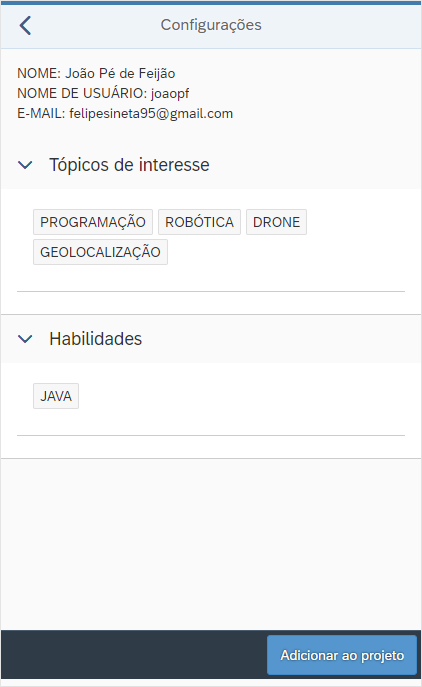 Configurações
NOME: João Pé de Feijão
NOME DE USUÁRIO: joaopf
E-MAIL: felipesineta95@gmail.com
Tópicos de interesse
PROGRAMAÇÃO ROBÓTICA DRONE
GEOLOCALIZAÇÃO
Habilidades
JAVA
Adicionar ao projeto